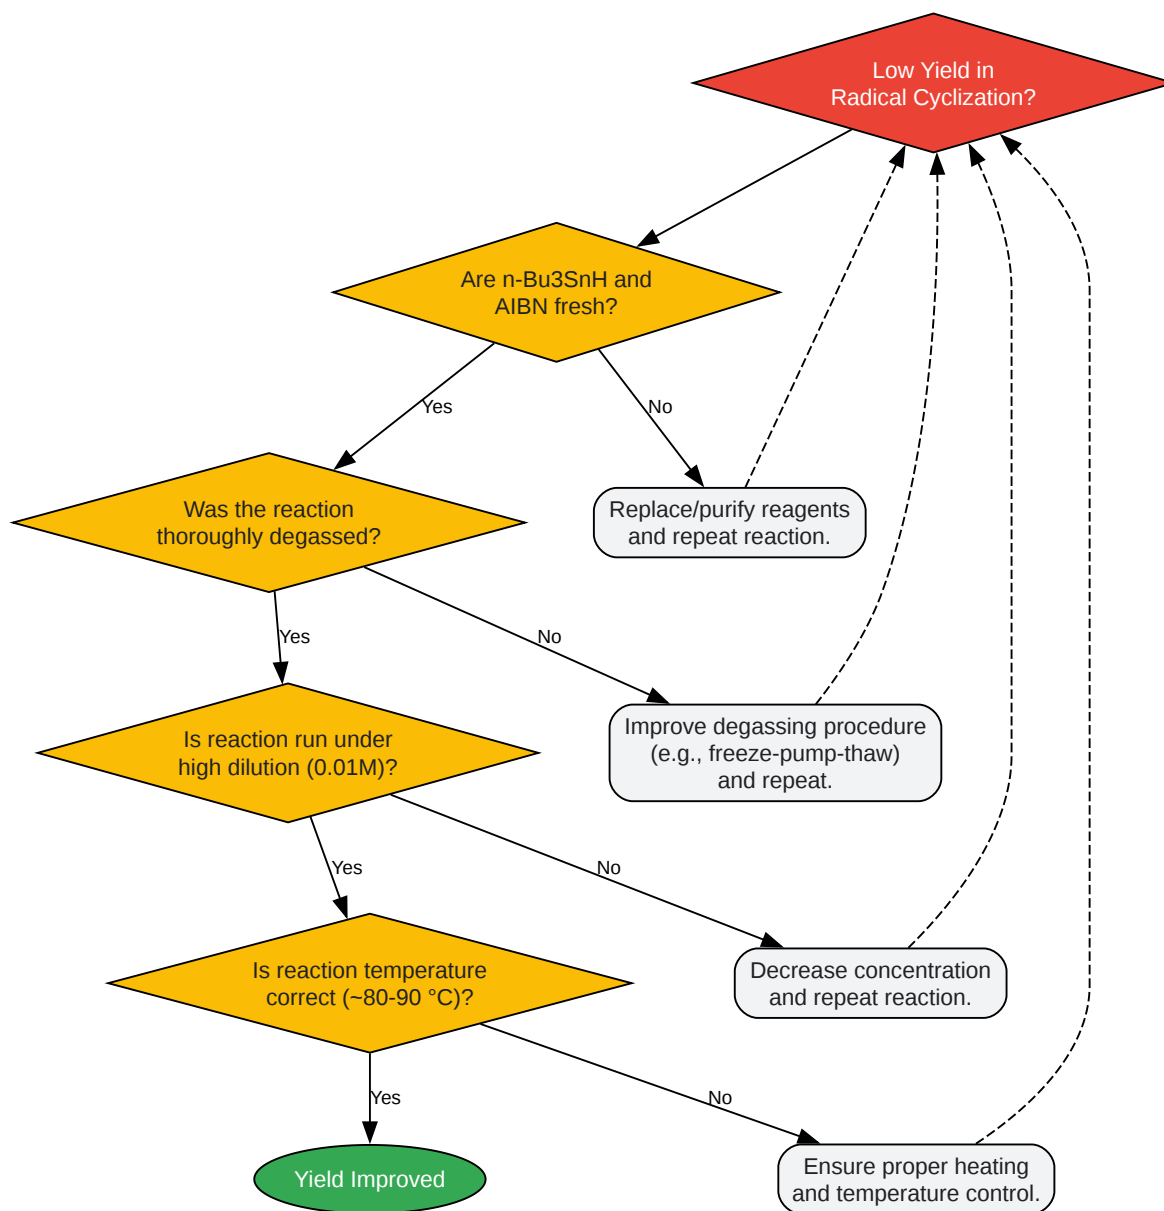 Low Yield in
Radical Cyclization?
Are n-Bu3SnH and
AIBN fresh?
Yes
No
Was the reaction
thoroughly degassed?
Replace/purify reagents
and repeat reaction.
Yes
No
Is reaction run under
high dilution (0.01M)?
Improve degassing procedure
(e.g., freeze-pump-thaw)
and repeat.
Yes
No
Is reaction temperature
correct (~80-90 °C)?
Decrease concentration
and repeat reaction.
Yes
No
Yield Improved
Ensure proper heating
and temperature control.